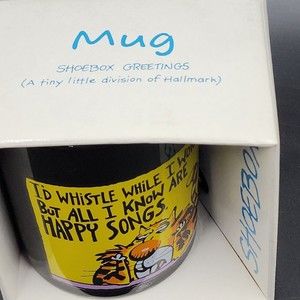 Mug
SHOEBOX GREETINGS
(A tiny little division of Hallmark)
I'D WHISTLE WHILE I
BUT ALL I KNOW ARE
HAPPY SONGS
SHOEBOX